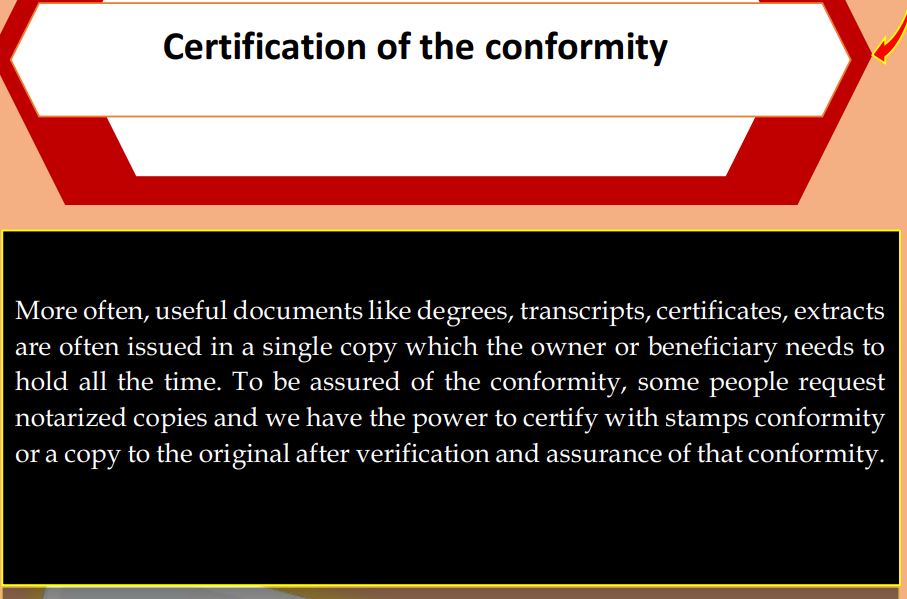 Certification of the conformity
More often, useful documents like degrees, transcripts, certificates, extracts
are often issued in a single copy which the owner or beneficiary needs to
hold all the time. To be assured of the conformity, some people request
notarized copies and we have the power to certify with stamps conformity
or a copy to the original after verification and assurance of that conformity.